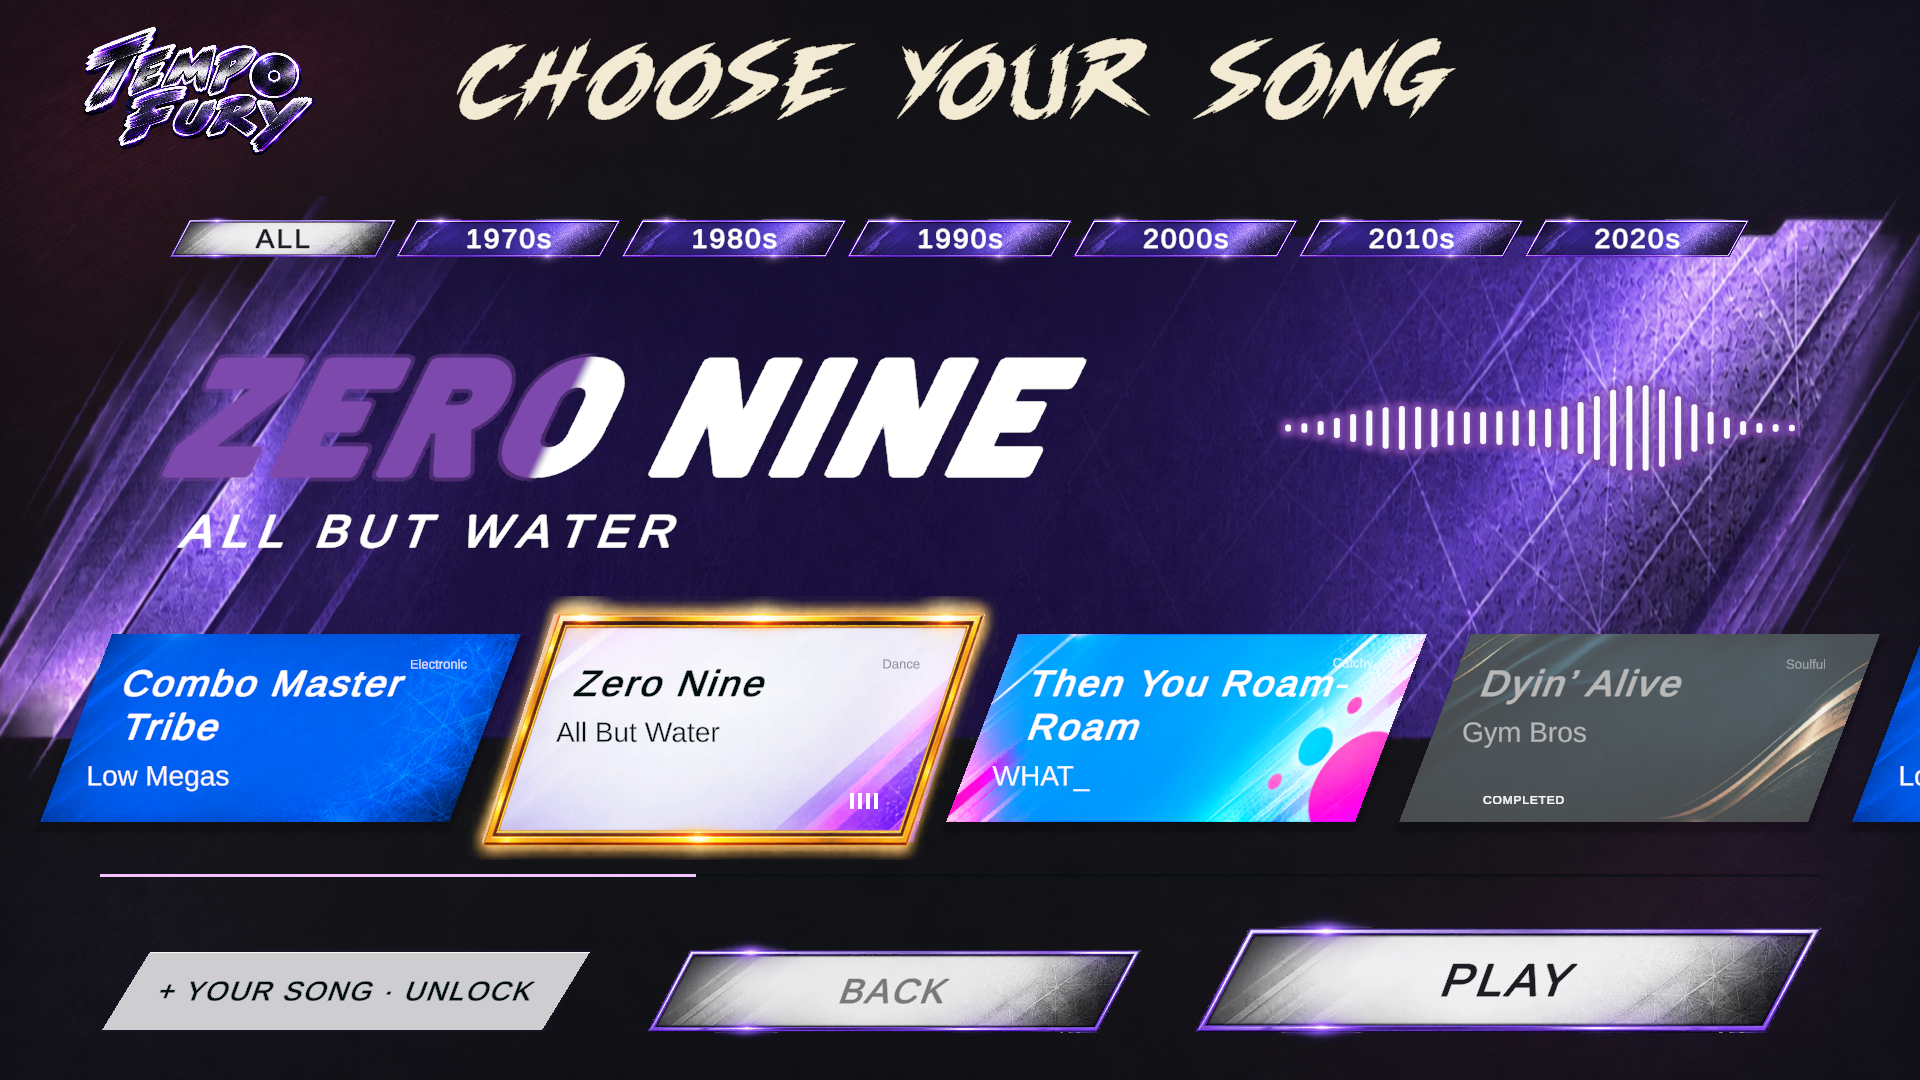 TEMPO
FURY
CHOOSE YOUR SONG
ALL
1970s
1980s
1990s
2000s
2010s
2020s
ZERO NINE
ALL BUT WATER
Electronic
Combo Master
Tribe
Low Megas
Dance
Zero Nine
All But Water
Catchy
Then You Roam-
Roam
WHAT_
Soulful
Dyin’ Alive
Gym Bros
COMPLETED
Lo
+ YOUR SONG · UNLOCK
BACK
PLAY